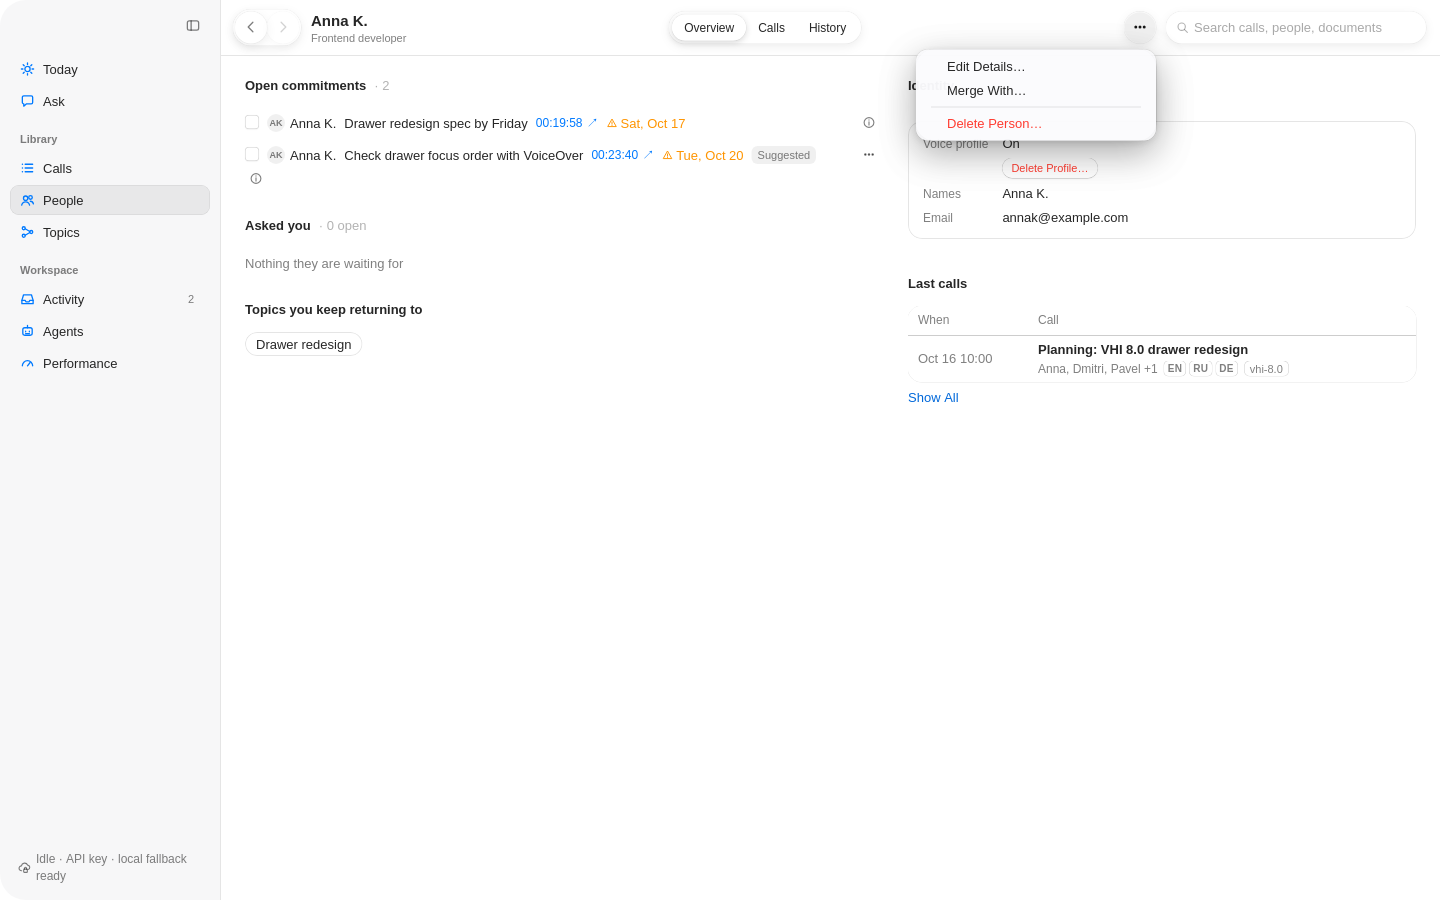 Today
Ask
Library
Calls
People
Topics
Workspace
Activity 2
Agents
Performance
Idle · API key · local fallback
ready
Anna K.
Frontend developer
Overview Calls History
Search calls, people, documents
Edit Details…
Merge With…
Delete Person…
Open commitments · 2
AK Anna K. Drawer redesign spec by Friday 00:19:58 Sat, Oct 17
AK Anna K. Check drawer focus order with VoiceOver 00:23:40 Tue, Oct 20 Suggested
Asked you · 0 open
Nothing they are waiting for
Topics you keep returning to
Drawer redesign
Voice profile On
Delete Profile…
Names Anna K.
Email annak@example.com
Last calls
When Call
Oct 16 10:00 Planning: VHI 8.0 drawer redesign
Anna, Dmitri, Pavel +1 EN RU DE vhi-8.0
Show All